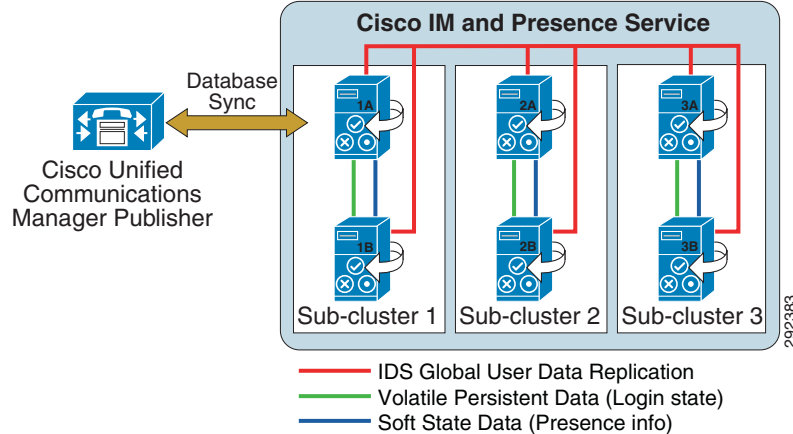 Cisco IM and Presence Service
Database
Sync
Cisco Unified
Communications
Manager Publisher
1A
2A
3A
1B
2B
3B
Sub-cluster 1
Sub-cluster 2
Sub-cluster 3
292383
IDS Global User Data Replication
Volatile Persistent Data (Login state)
Soft State Data (Presence info)